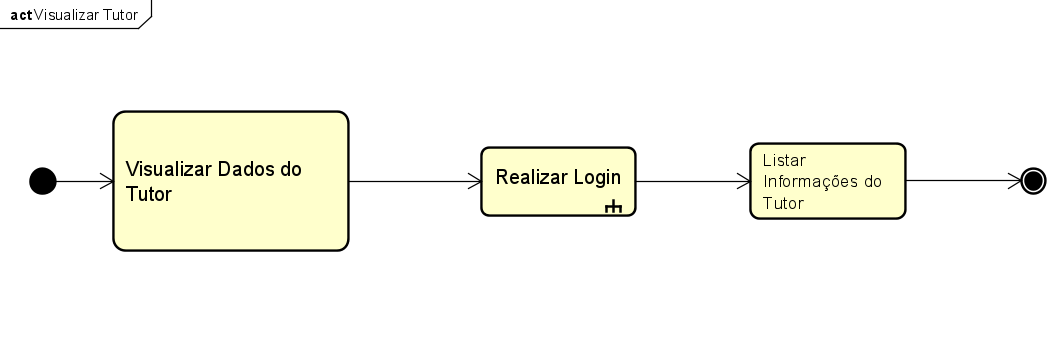 act Visualizar Tutor
Visualizar Dados do
Tutor
Realizar Login
Listar
Informações do
Tutor